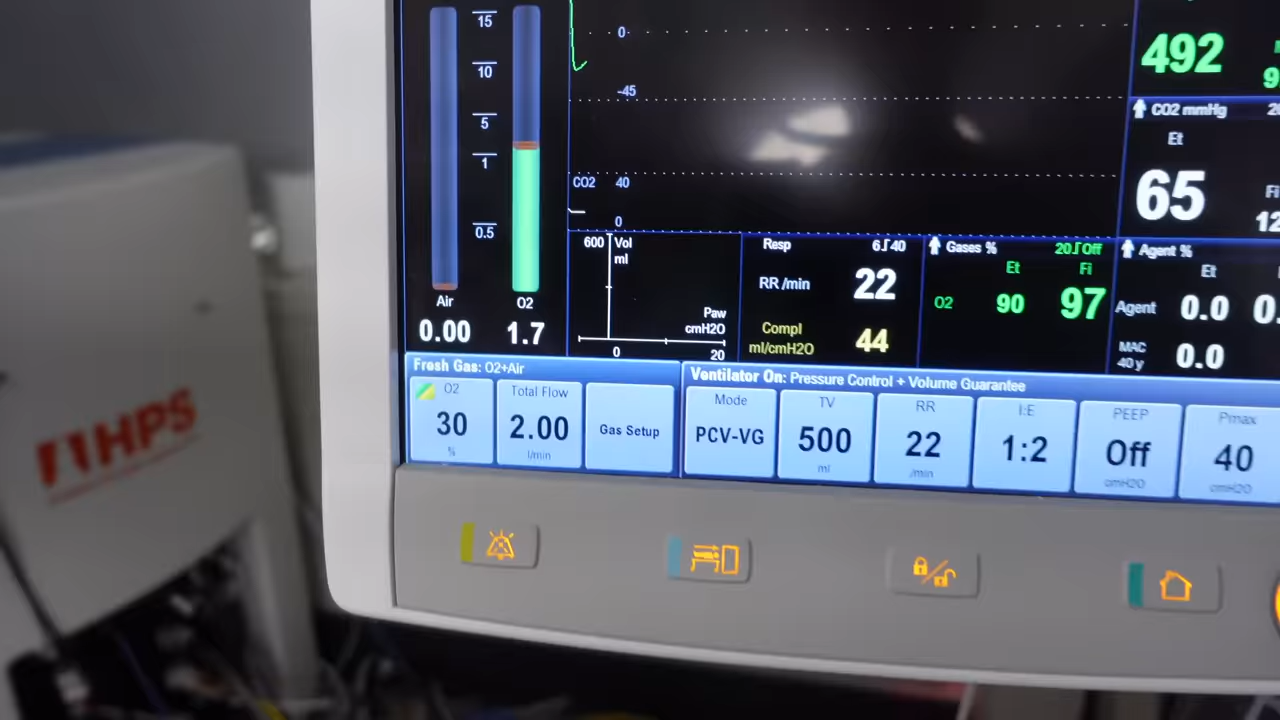 15
10
5
1
0.5
Air
O2
0.00
1.7
0
-45
CO2
40
0
600
Vol
ml
Paw
cmH2O
0
20
Resp
6 40
RR /min
22
Compl
ml/cmH2O
44
492
CO2 mmHg
Et
65
Fi
12
Gases %
20 Off
Et
Fi
O2
90
97
Agent %
Et
Agent
0.0
MAC
40 y
0.0
Fresh Gas: O2+Air
O2
30
%
Total Flow
2.00
l/min
Gas Setup
Ventilator On: Pressure Control + Volume Guarantee
Mode
PCV-VG
TV
500
ml
RR
22
/min
I:E
1:2
PEEP
Off
cmH2O
Pmax
40
cmH2O
HPS